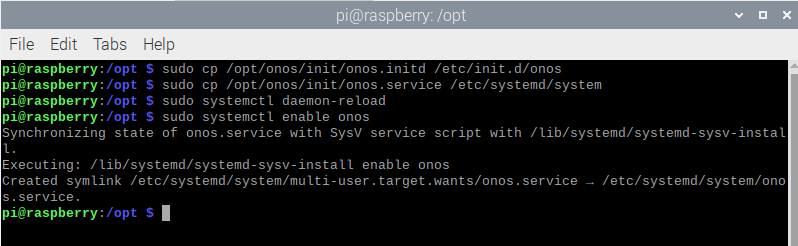 pi@raspberry: /opt
File Edit Tabs Help
pi@raspberry:/opt $ sudo cp /opt/onos/init/onos.initd /etc/init.d/onos
pi@raspberry:/opt $ sudo cp /opt/onos/init/onos.service /etc/systemd/system
pi@raspberry:/opt $ sudo systemctl daemon-reload
pi@raspberry:/opt $ sudo systemctl enable onos
Synchronizing state of onos.service with SysV service script with /lib/systemd/systemd-sysv-instal
l.
Executing: /lib/systemd/systemd-sysv-install enable onos
Created symlink /etc/systemd/system/multi-user.target.wants/onos.service → /etc/systemd/system/ono
s.service.
pi@raspberry:/opt $